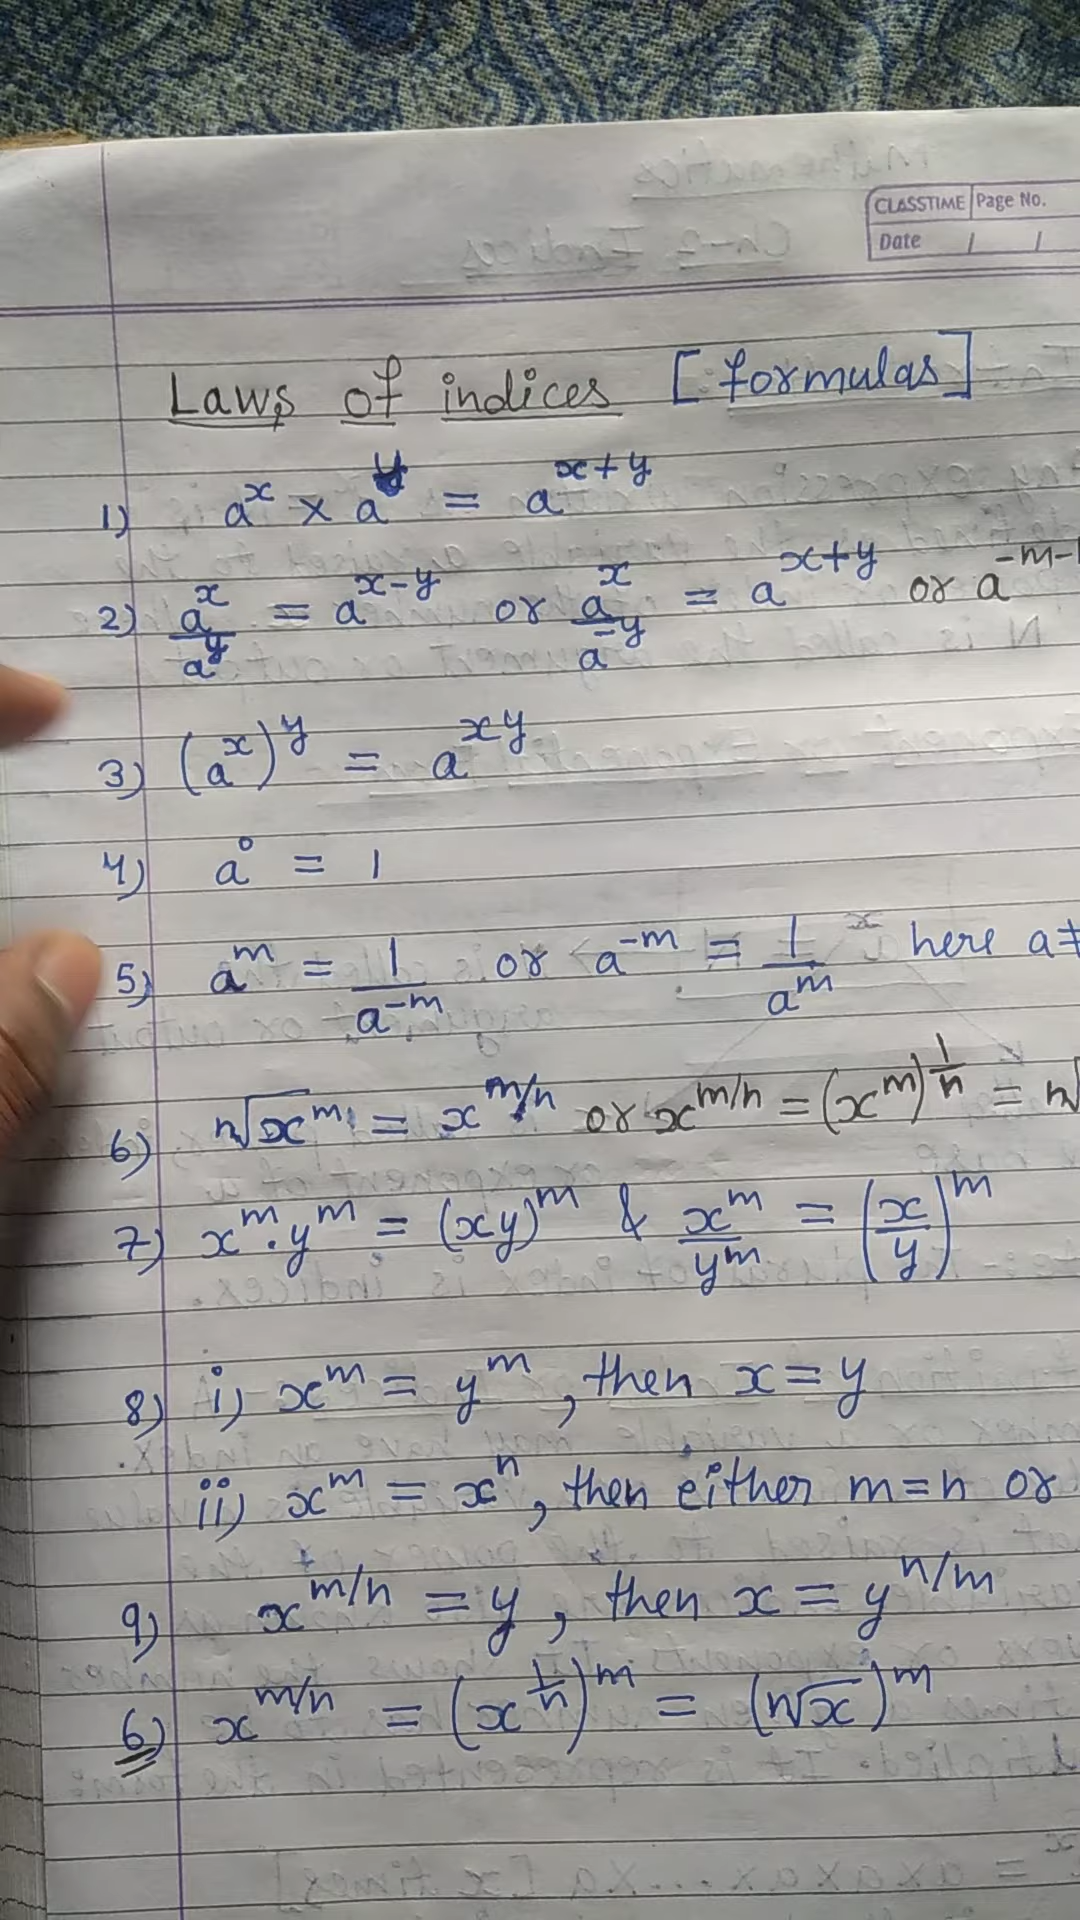 CLASSTIME Page No.
Date / /
Laws of indices [formulas]
1) a^x × a^y = a^(x+y)
2) a^x/a^y = a^(x-y) or a^x/a^-y = a^(x+y) or a^-m-
3) (a^x)^y = a^(xy)
4) a^0 = 1
5) a^m = 1/a^-m or a^-m = 1/a^m here a≠
6) n√x^m = x^(m/n) or x^(m/n) = (x^m)^(1/n) = n√
7) x^m . y^m = (xy)^m & x^m/y^m = (x/y)^m
8) i) x^m = y^m, then x = y
ii) x^m = x^n, then either m=n or
9) x^(m/n) = y, then x = y^(n/m)
6) x^(m/n) = (x^(1/n))^m = (n√x)^m